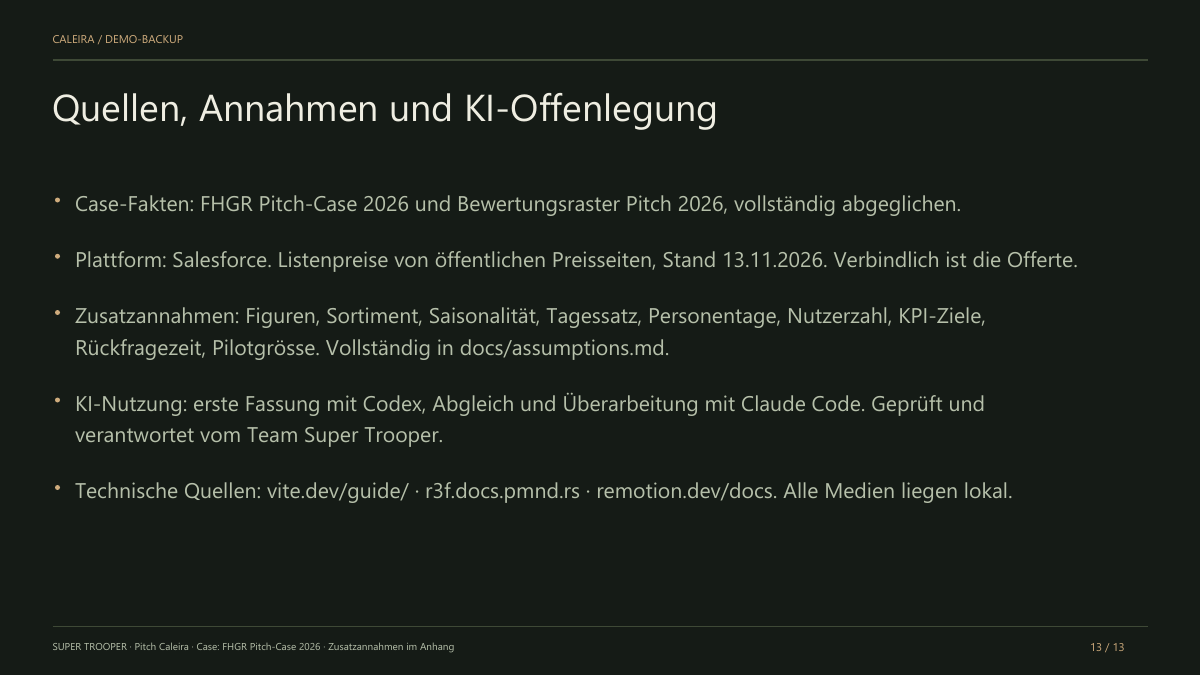 CALEIRA / DEMO-BACKUP
Quellen, Annahmen und KI-Offenlegung
• Case-Fakten: FHGR Pitch-Case 2026 und Bewertungsraster Pitch 2026, vollständig abgeglichen.
• Plattform: Salesforce. Listenpreise von öffentlichen Preisseiten, Stand 13.11.2026. Verbindlich ist die Offerte.
• Zusatzannahmen: Figuren, Sortiment, Saisonalität, Tagessatz, Personentage, Nutzerzahl, KPI-Ziele,
Rückfragezeit, Pilotgrösse. Vollständig in docs/assumptions.md.
• KI-Nutzung: erste Fassung mit Codex, Abgleich und Überarbeitung mit Claude Code. Geprüft und
verantwortet vom Team Super Trooper.
• Technische Quellen: vite.dev/guide/ · r3f.docs.pmnd.rs · remotion.dev/docs. Alle Medien liegen lokal.
SUPER TROOPER · Pitch Caleira · Case: FHGR Pitch-Case 2026 · Zusatzannahmen im Anhang
13 / 13